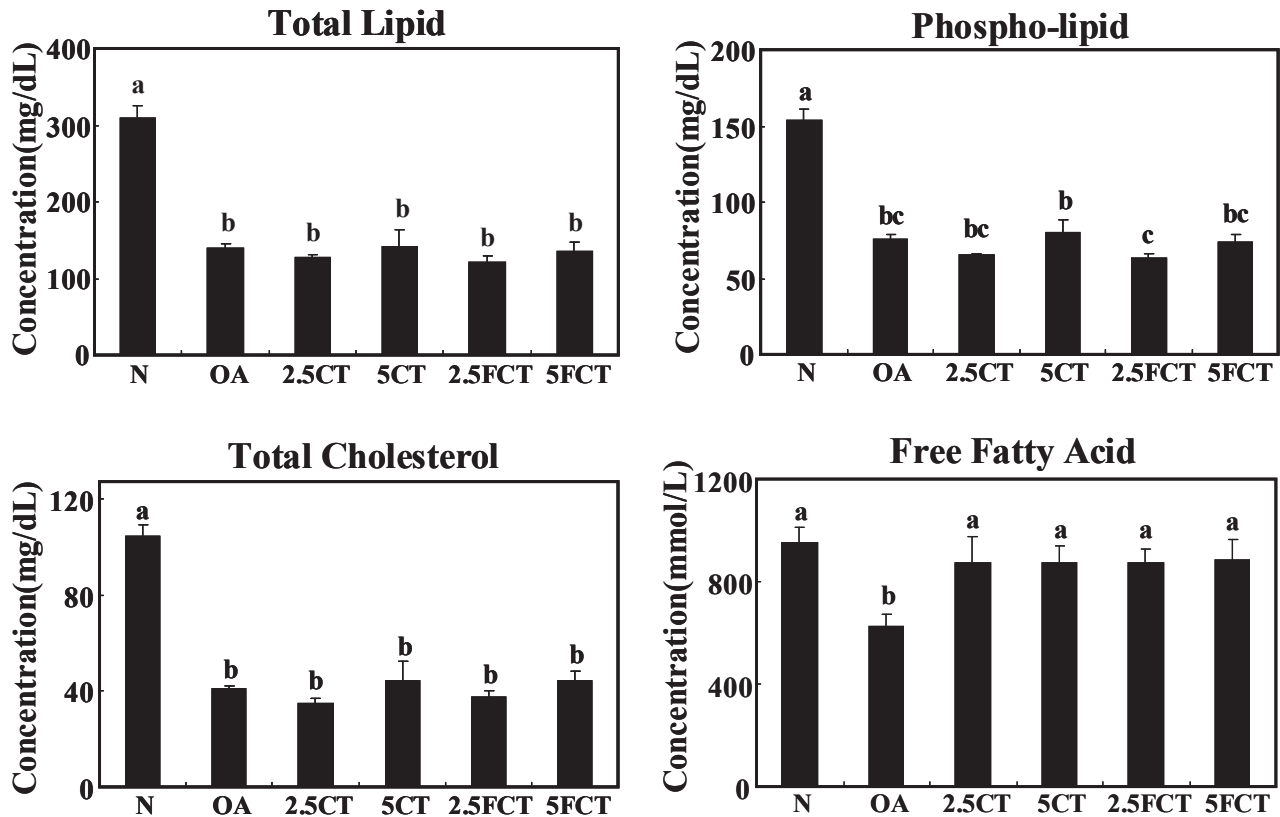 Total Lipid
Concentration(mg/dL)
400
300
200
100
0
a
b
b
b
b
b
N OA 2.5CT 5CT 2.5FCT 5FCT
Phospho-lipid
Concentration(mg/dL)
200
150
100
50
0
a
bc
bc
b
c
bc
N OA 2.5CT 5CT 2.5FCT 5FCT
Total Cholesterol
Concentration(mg/dL)
120
80
40
0
a
b
b
b
b
b
N OA 2.5CT 5CT 2.5FCT 5FCT
Free Fatty Acid
Concentration(mmol/L)
1200
800
400
0
a
b
a
a
a
a
N OA 2.5CT 5CT 2.5FCT 5FCT